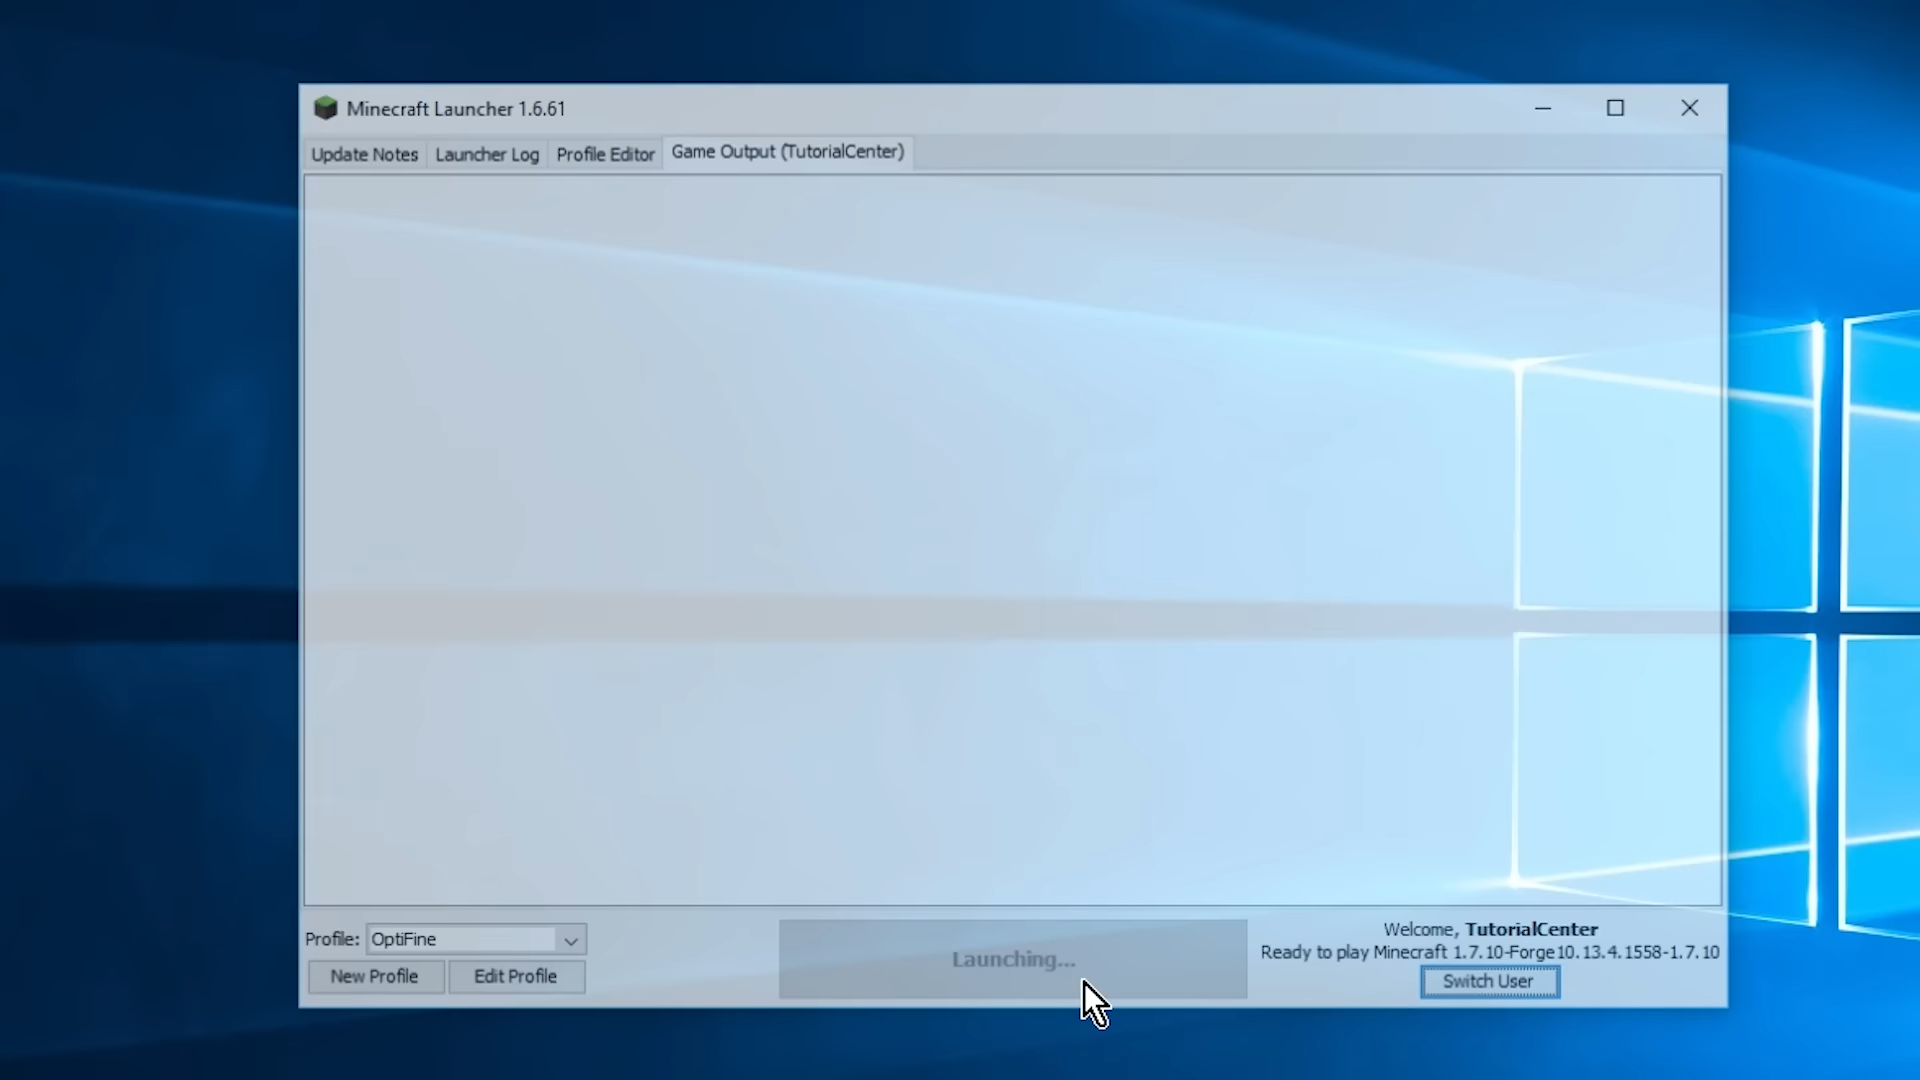 Minecraft Launcher 1.6.61
Update Notes Launcher Log Profile Editor Game Output (TutorialCenter)
Profile: OptiFine
New Profile Edit Profile
Launching...
Welcome, TutorialCenter
Ready to play Minecraft 1.7.10-Forge10.13.4.1558-1.7.10
Switch User